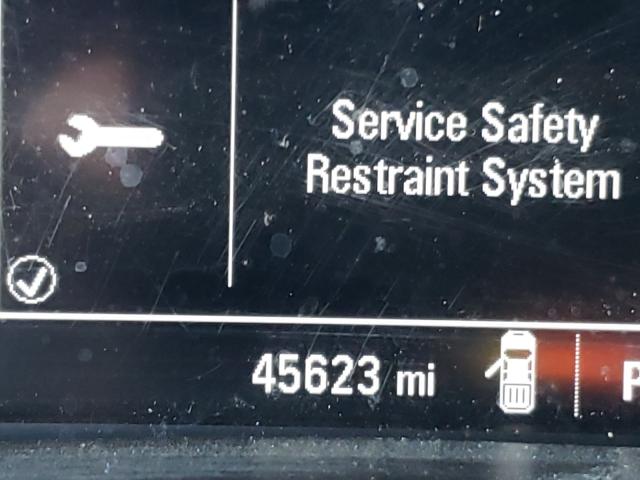 Service Safety
Restraint System
45623 mi
P